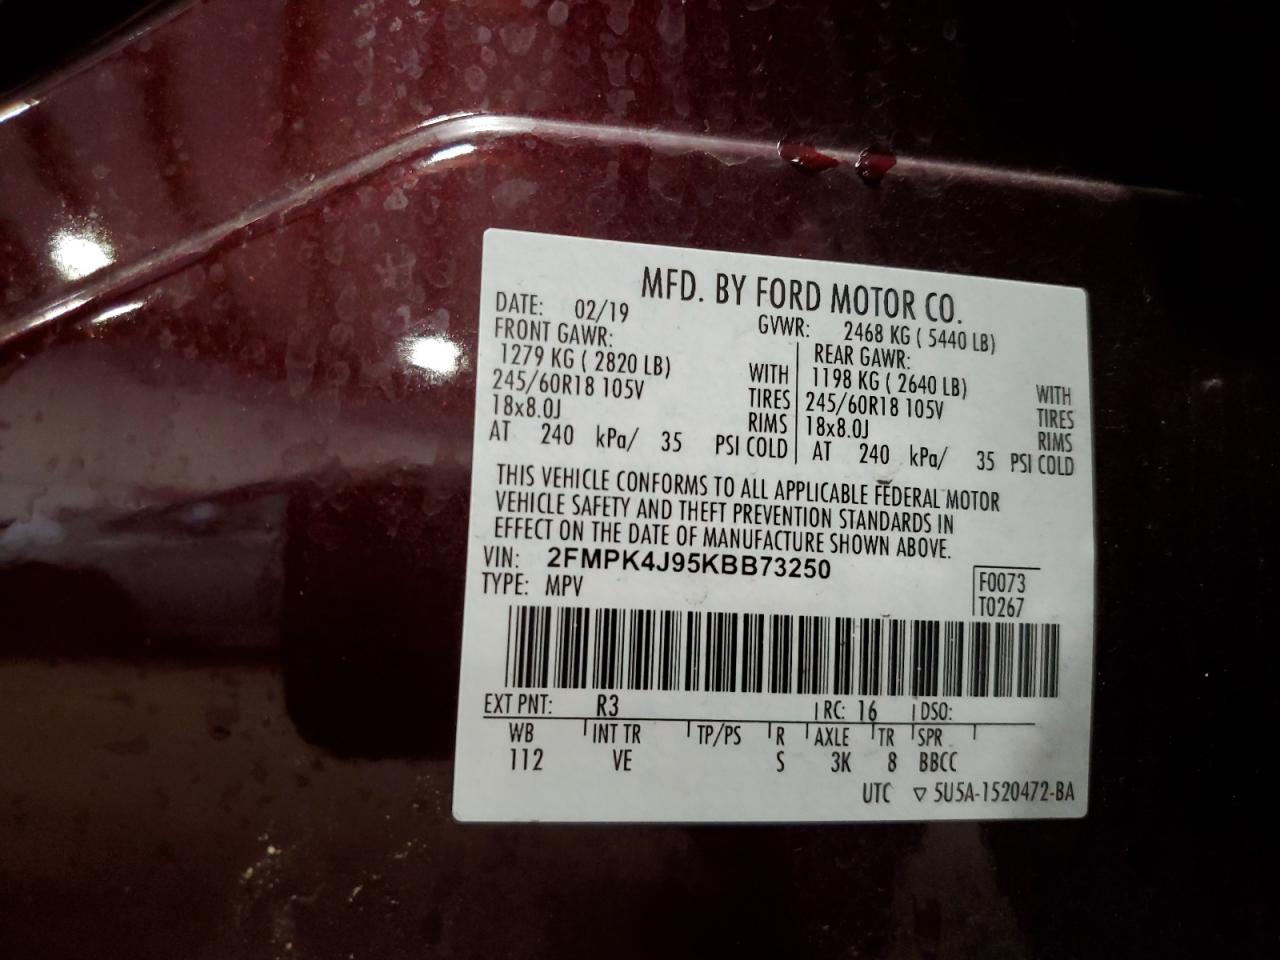 MFD. BY FORD MOTOR CO.
DATE: 02/19 GVWR: 2468 KG ( 5440 LB)
FRONT GAWR: REAR GAWR:
1279 KG ( 2820 LB) WITH 1198 KG ( 2640 LB) WITH
245/60R18 105V TIRES 245/60R18 105V TIRES
18x8.0J RIMS 18x8.0J RIMS
AT 240 kPa/ 35 PSI COLD AT 240 kPa/ 35 PSI COLD
THIS VEHICLE CONFORMS TO ALL APPLICABLE FEDERAL MOTOR
VEHICLE SAFETY AND THEFT PREVENTION STANDARDS IN
EFFECT ON THE DATE OF MANUFACTURE SHOWN ABOVE.
VIN: 2FMPK4J95KBB73250
TYPE: MPV
F0073
T0267
EXT PNT: R3 RC: 16 DSO:
WB INT TR TP/PS R AXLE TR SPR
112 VE S 3K 8 BBCC
UTC ▽ 5U5A-1520472-BA